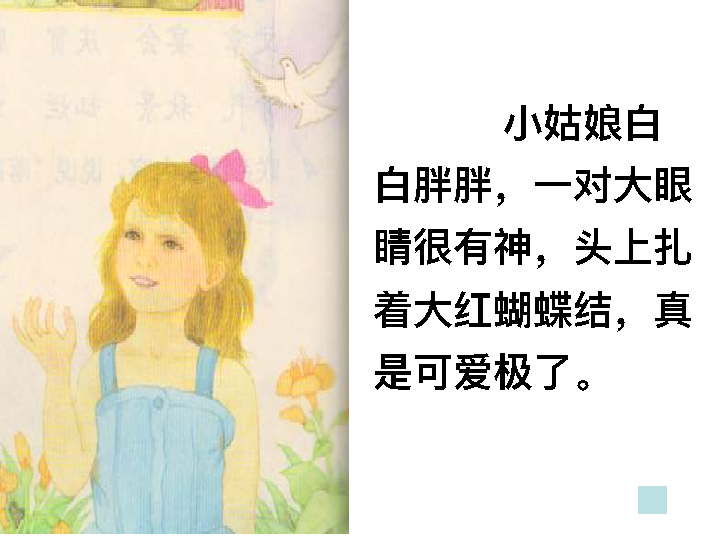 小姑娘白
白胖胖，一对大眼
睛很有神，头上扎
着大红蝴蝶结，真
是可爱极了。